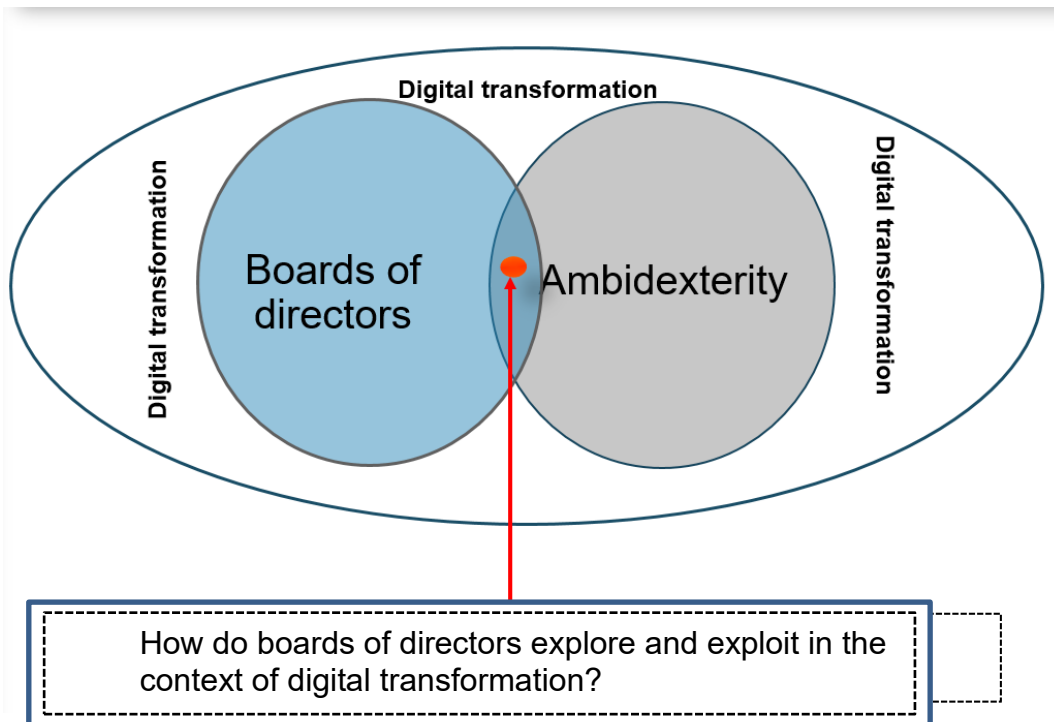 Digital transformation
Digital transformation
Boards of
directors
Ambidexterity
Digital transformation
How do boards of directors explore and exploit in the
context of digital transformation?